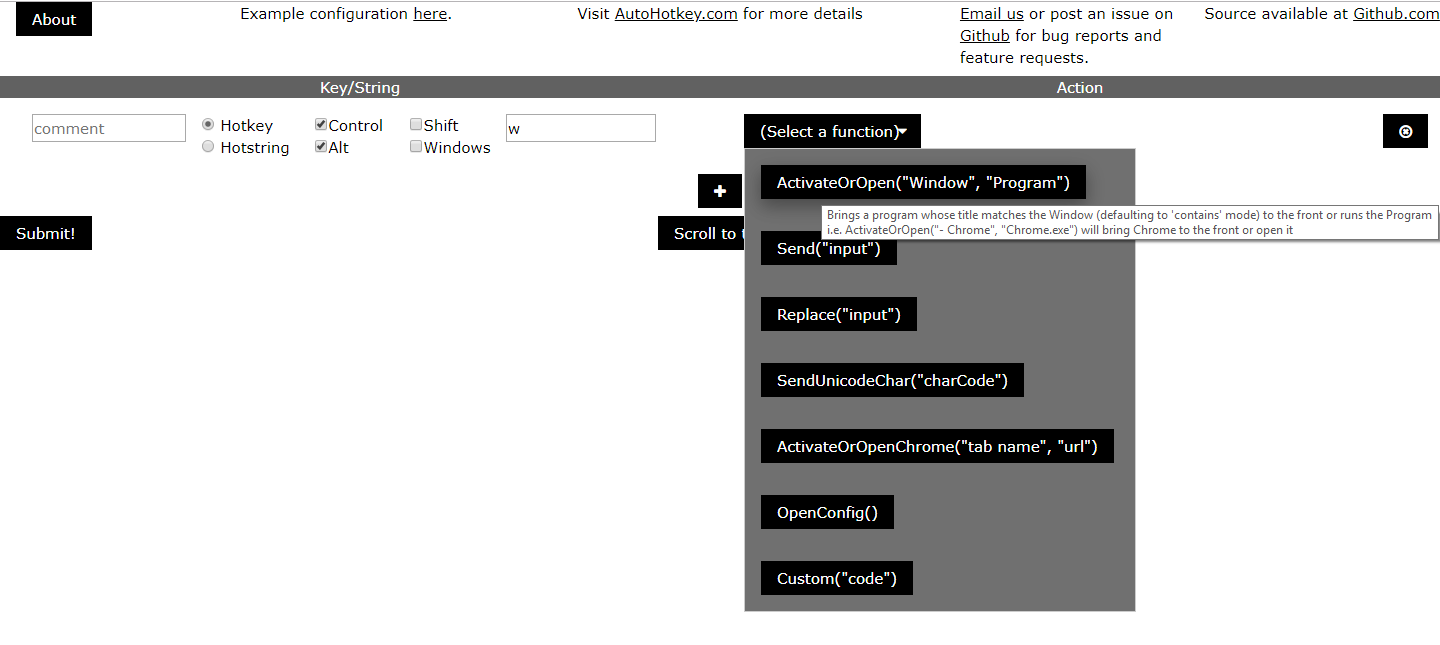 About
Example configuration here.
Visit AutoHotkey.com for more details
Email us or post an issue on
Github for bug reports and
feature requests.
Source available at Github.com
Key/String
Action
comment
Hotkey
Hotstring
Control
Alt
Shift
Windows
w
(Select a function)
ActivateOrOpen("Window", "Program")
Brings a program whose title matches the Window (defaulting to 'contains' mode) to the front or runs the Program
i.e. ActivateOrOpen("- Chrome", "Chrome.exe") will bring Chrome to the front or open it
Submit!
Scroll to
Send("input")
Replace("input")
SendUnicodeChar("charCode")
ActivateOrOpenChrome("tab name", "url")
OpenConfig()
Custom("code")